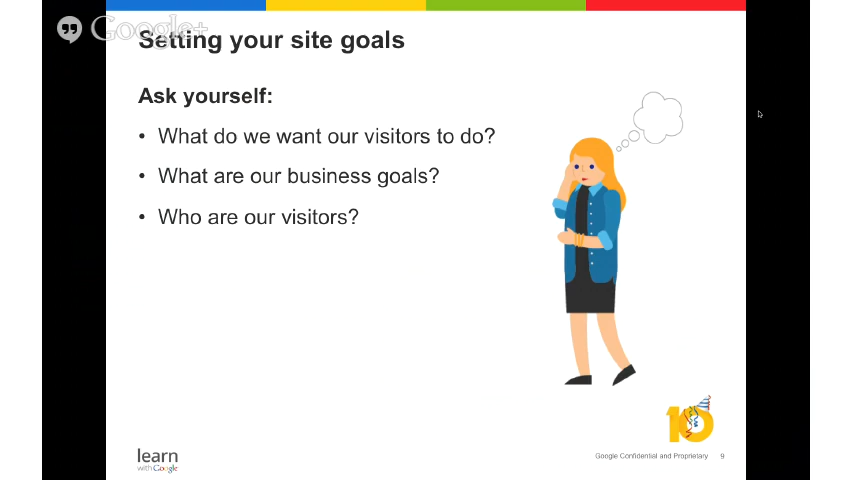 Google+
Setting your site goals
Ask yourself:
• What do we want our visitors to do?
• What are our business goals?
• Who are our visitors?
10
learn
with Google
Google Confidential and Proprietary 9